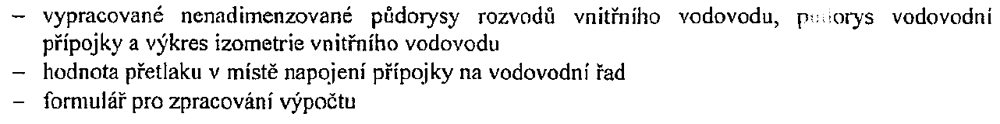 – vypracované nenadimenzované půdorysy rozvodů vnitřního vodovodu, půdorys vodovodní
přípojky a výkres izometrie vnitřního vodovodu
– hodnota přetlaku v místě napojení přípojky na vodovodní řad
– formulář pro zpracování výpočtu